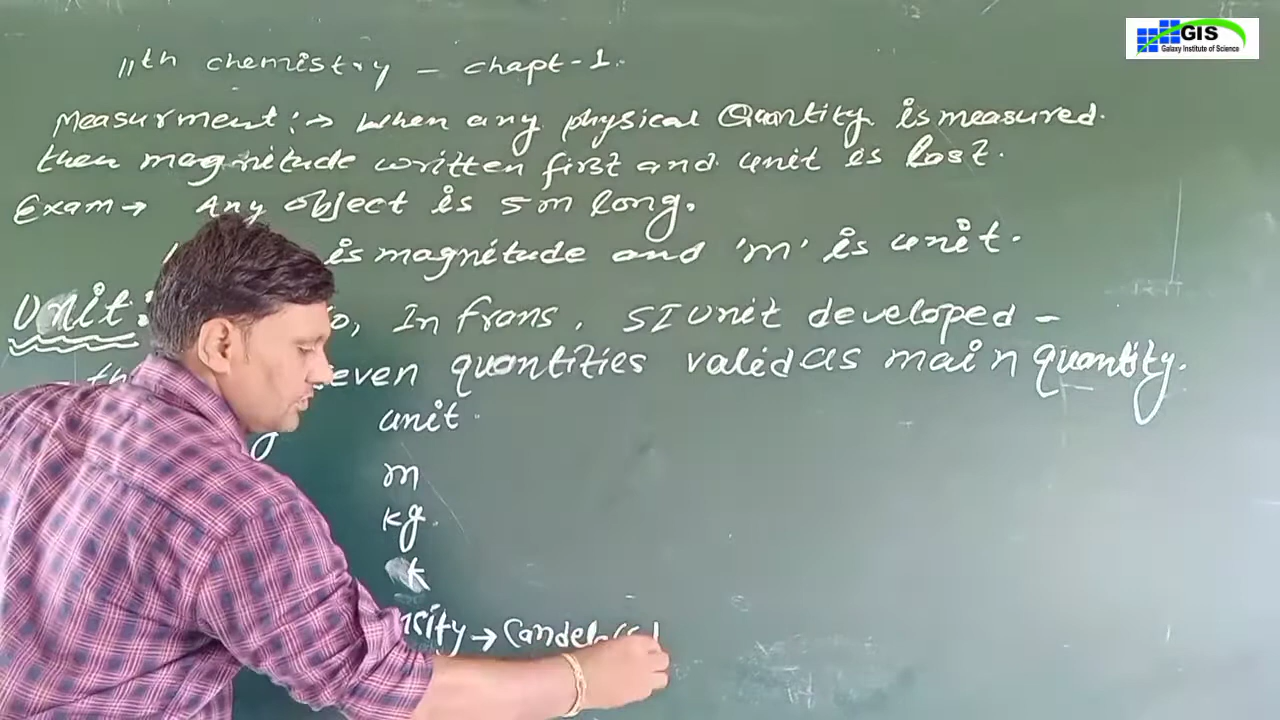 GIS
Galaxy Institute of Science
11th chemistry - chapt-1.
Measurment :→ When any physical Quantity is measured.
then magnitude written first and unit is last.
Exam → Any object is 5m long.
is magnitude and 'm' is unit.
Unit: In frans, SI Unit developed -
even quantities valid as main quantity.
unit
m
kg.
K
nsity → Candela